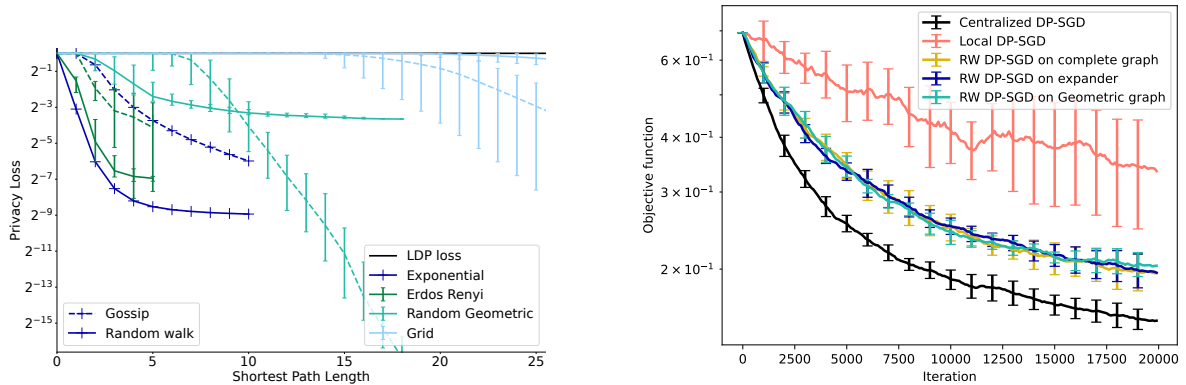 2⁻¹
2⁻³
2⁻⁵
2⁻⁷
2⁻⁹
2⁻¹¹
2⁻¹³
2⁻¹⁵
Privacy Loss
LDP loss
Exponential
Erdos Renyi
Random Geometric
Grid
Gossip
Random walk
0 5 10 15 20 25
Shortest Path Length
6 × 10⁻¹
4 × 10⁻¹
3 × 10⁻¹
2 × 10⁻¹
Objective function
Centralized DP-SGD
Local DP-SGD
RW DP-SGD on complete graph
RW DP-SGD on expander
RW DP-SGD on Geometric graph
0 2500 5000 7500 10000 12500 15000 17500 20000
Iteration